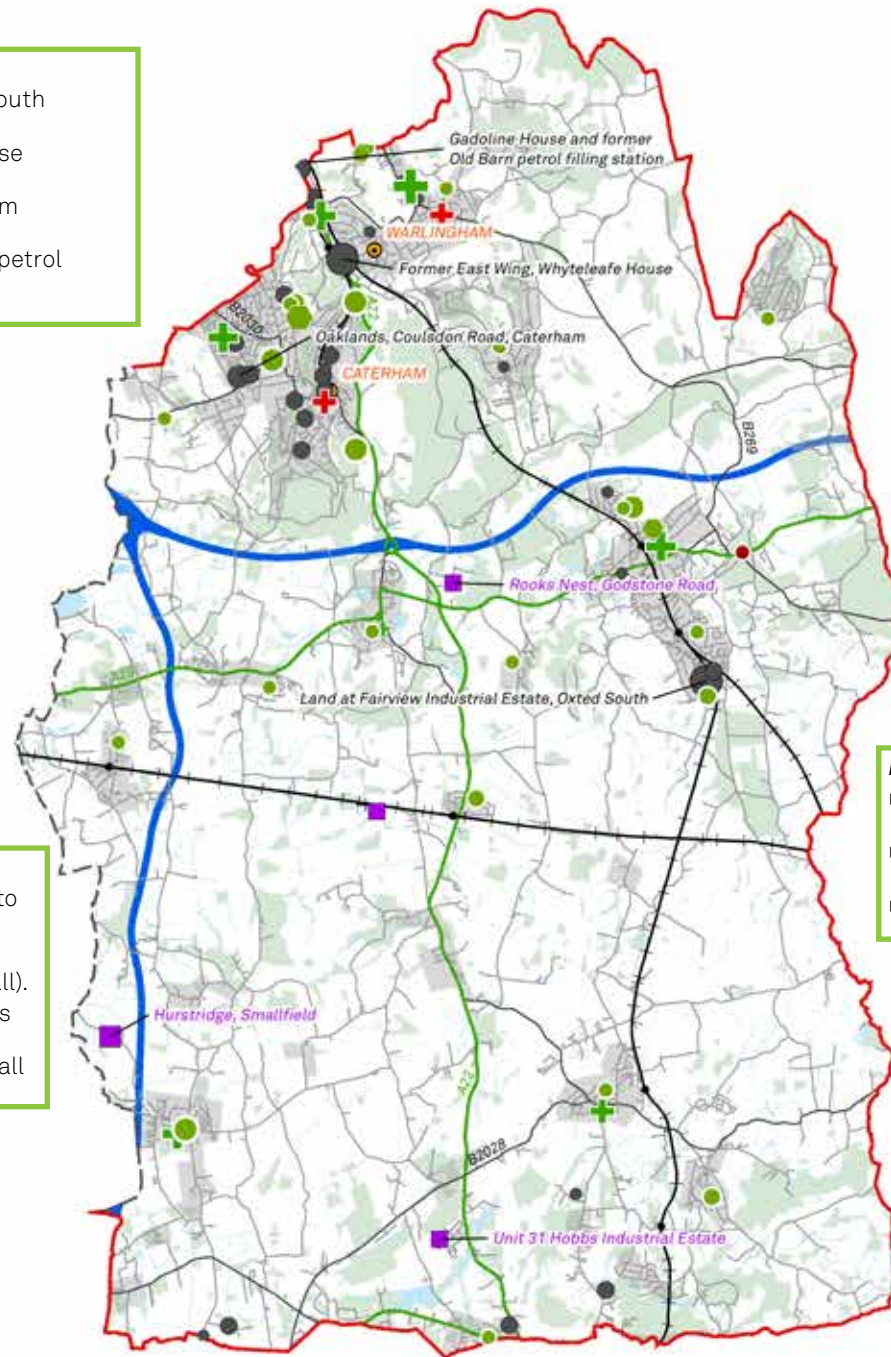 outh
se
m
petrol
Gadoline House and former
Old Barn petrol filling station
WARLINGHAM
Former East Wing, Whyteleafe House
A22
B2030
Oaklands, Coulsdon Road, Caterham
CATERHAM
B269
Rooks Nest, Godstone Road,
Land at Fairview Industrial Estate, Oxted South
to
all).
s
all
Hurstridge, Smallfield
A22
B2028
Unit 31 Hobbs Industrial Estate